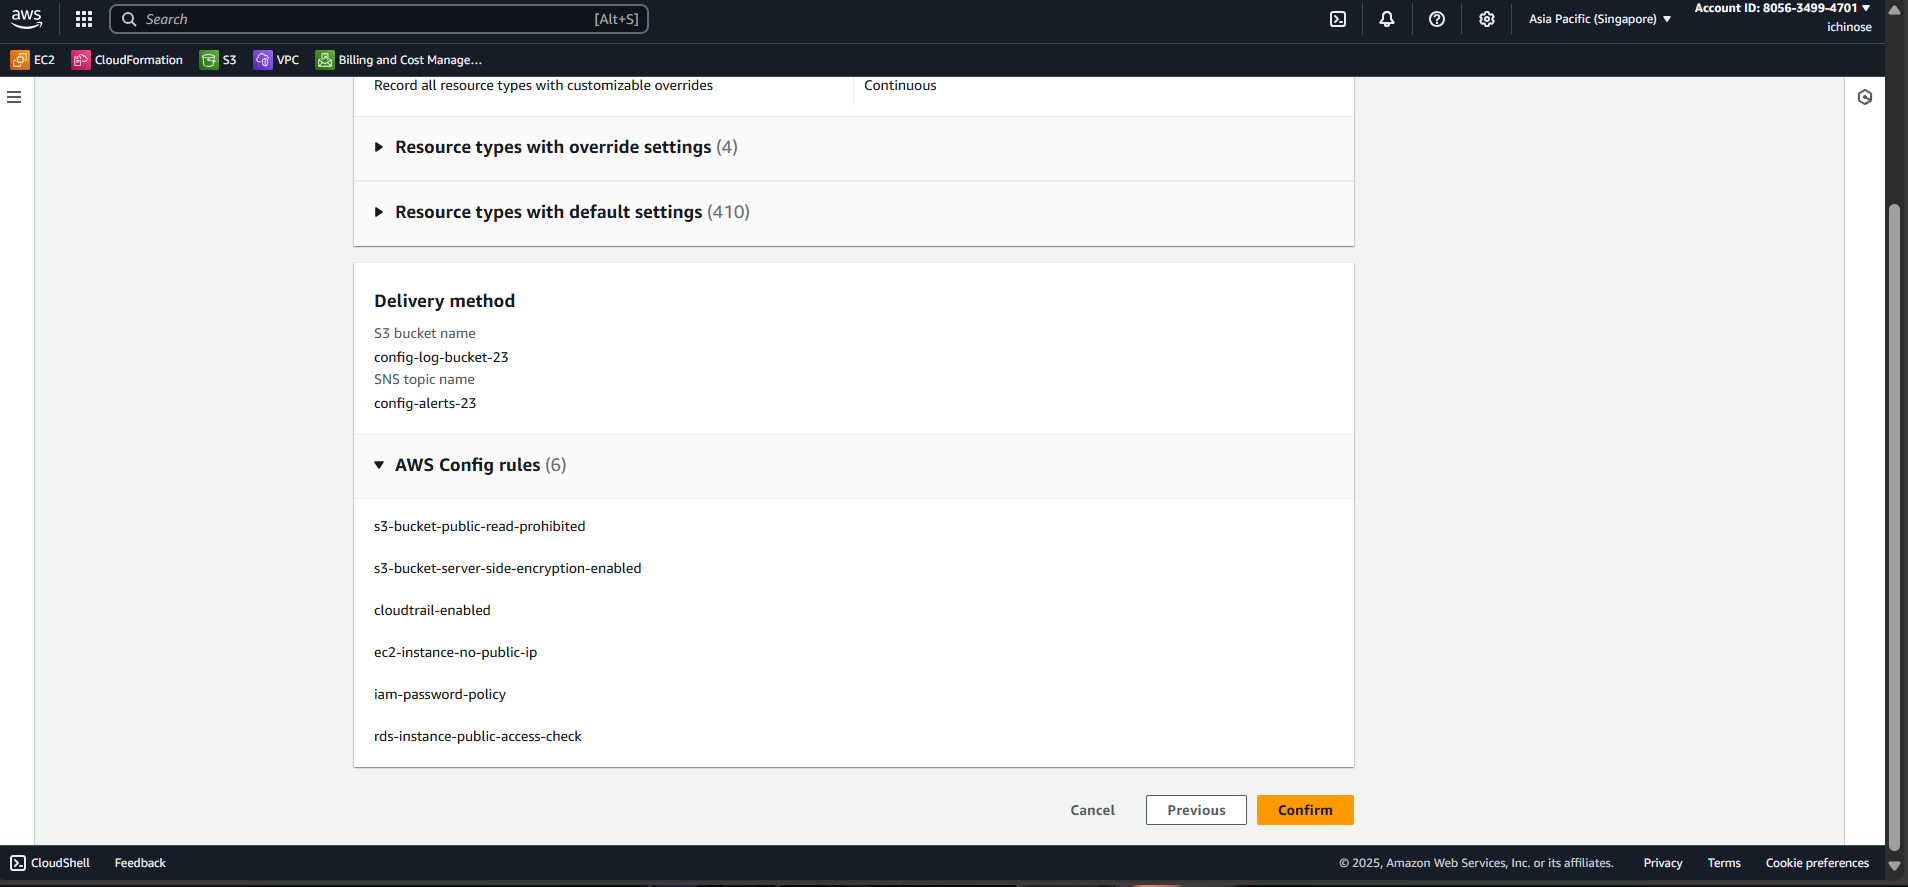 aws
Search [Alt+S]
Asia Pacific (Singapore)
Account ID: 8056-3499-4701
ichinose
EC2 CloudFormation S3 VPC Billing and Cost Manage...
Record all resource types with customizable overrides Continuous
Resource types with override settings (4)
Resource types with default settings (410)
Delivery method
S3 bucket name
config-log-bucket-23
SNS topic name
config-alerts-23
AWS Config rules (6)
s3-bucket-public-read-prohibited
s3-bucket-server-side-encryption-enabled
cloudtrail-enabled
ec2-instance-no-public-ip
iam-password-policy
rds-instance-public-access-check
Cancel Previous Confirm
CloudShell Feedback © 2025, Amazon Web Services, Inc. or its affiliates. Privacy Terms Cookie preferences